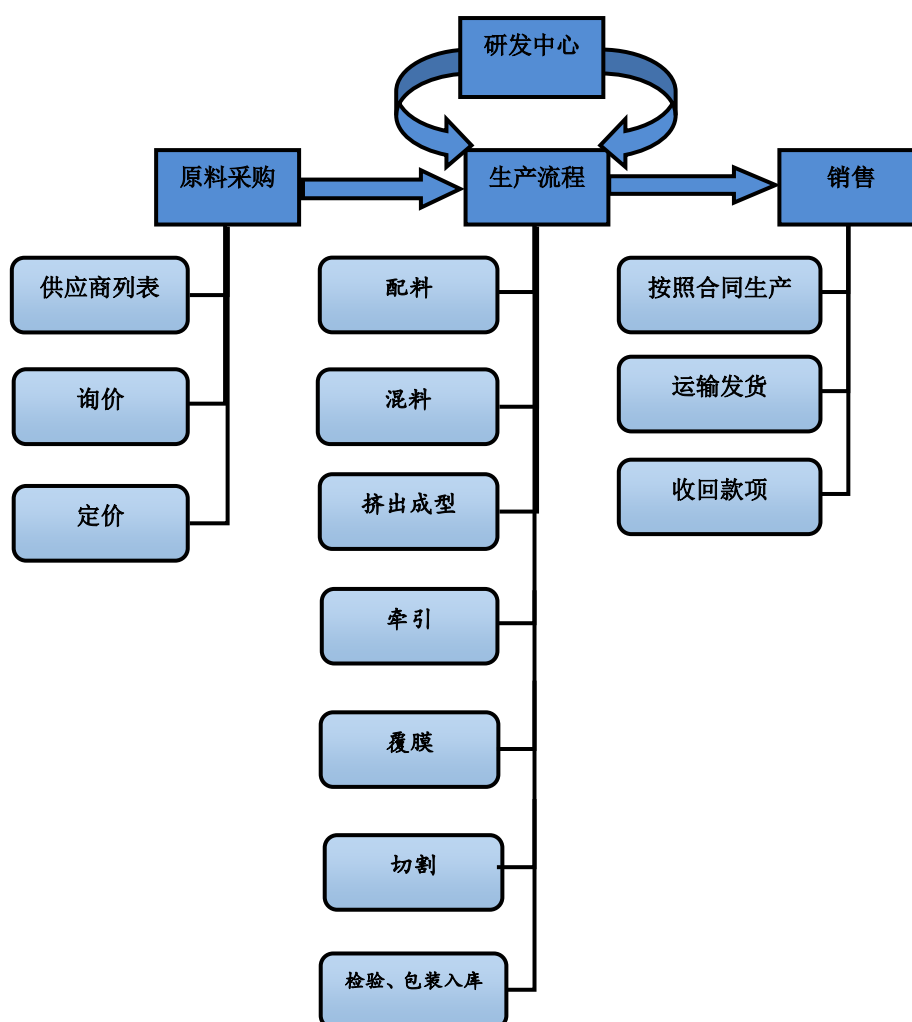 研发中心
原料采购
生产流程
销售
供应商列表
询价
定价
配料
混料
挤出成型
牵引
覆膜
切割
检验、包装入库
按照合同生产
运输发货
收回款项